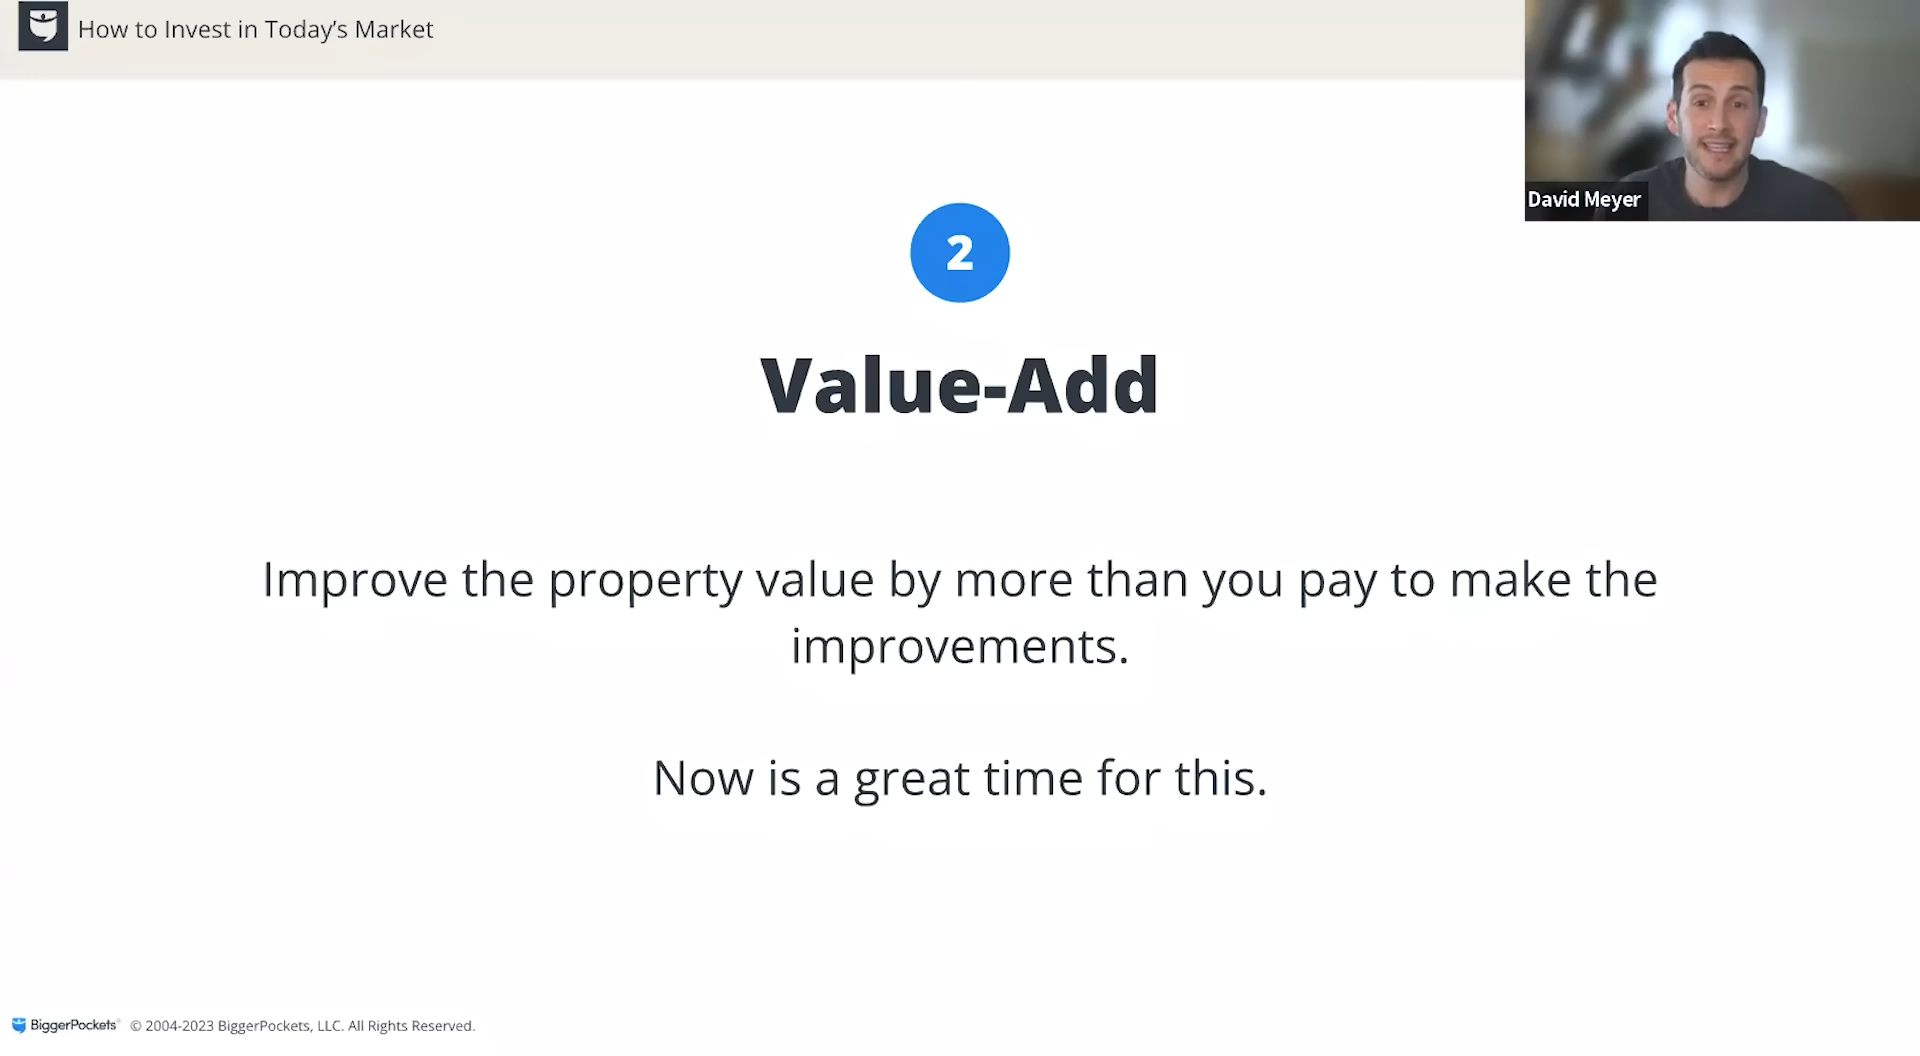 How to Invest in Today's Market
David Meyer
2
Value-Add
Improve the property value by more than you pay to make the
improvements.
Now is a great time for this.
BiggerPockets © 2004-2023 BiggerPockets, LLC. All Rights Reserved.